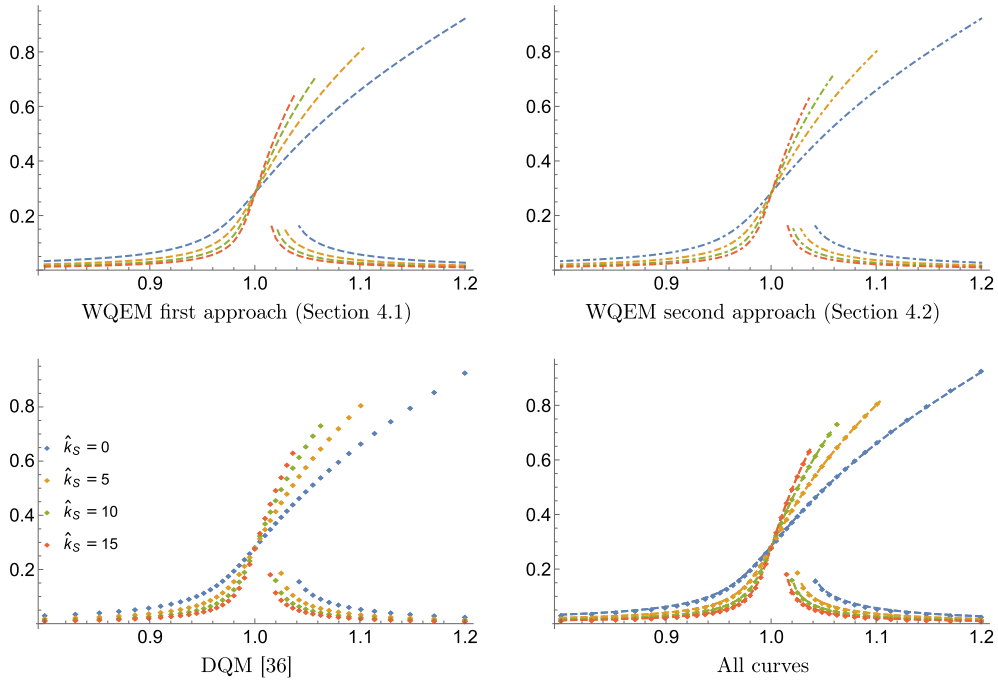 0.8
0.6
0.4
0.2
0.9 1.0 1.1 1.2
WQEM first approach (Section 4.1)
0.8
0.6
0.4
0.2
0.9 1.0 1.1 1.2
WQEM second approach (Section 4.2)
0.8
0.6
0.4
0.2
k̂_S = 0
k̂_S = 5
k̂_S = 10
k̂_S = 15
0.9 1.0 1.1 1.2
DQM [36]
0.8
0.6
0.4
0.2
0.9 1.0 1.1 1.2
All curves